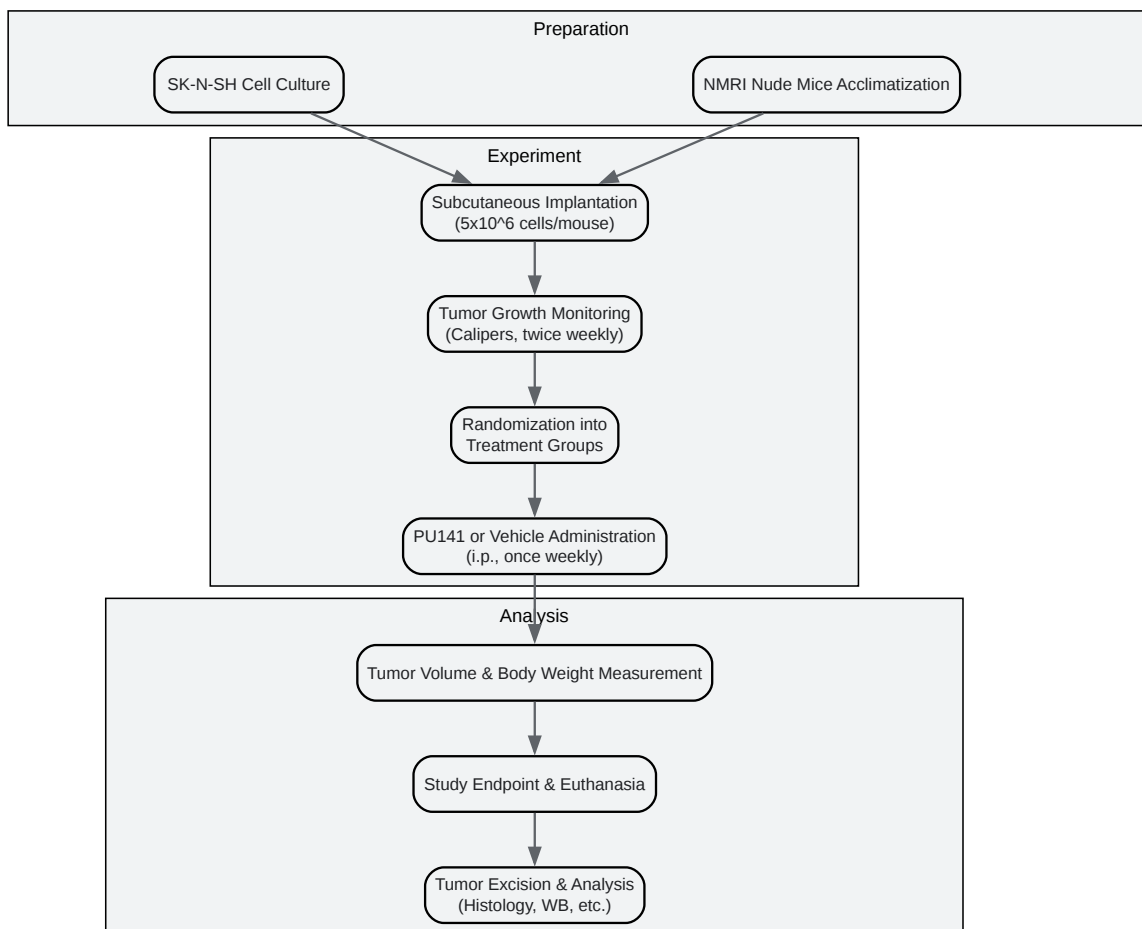 Preparation
SK-N-SH Cell Culture
NMRI Nude Mice Acclimatization
Experiment
Subcutaneous Implantation
(5x10^6 cells/mouse)
Tumor Growth Monitoring
(Calipers, twice weekly)
Randomization into
Treatment Groups
PU141 or Vehicle Administration
(i.p., once weekly)
Analysis
Tumor Volume & Body Weight Measurement
Study Endpoint & Euthanasia
Tumor Excision & Analysis
(Histology, WB, etc.)